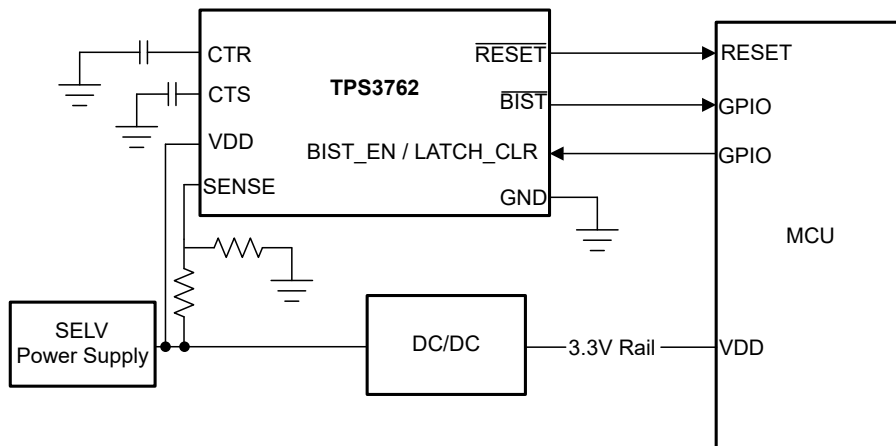 CTR
CTS
VDD
SENSE
TPS3762
RESET
BIST
BIST_EN / LATCH_CLR
GND
RESET
GPIO
GPIO
MCU
VDD
SELV
Power Supply
DC/DC
3.3V Rail